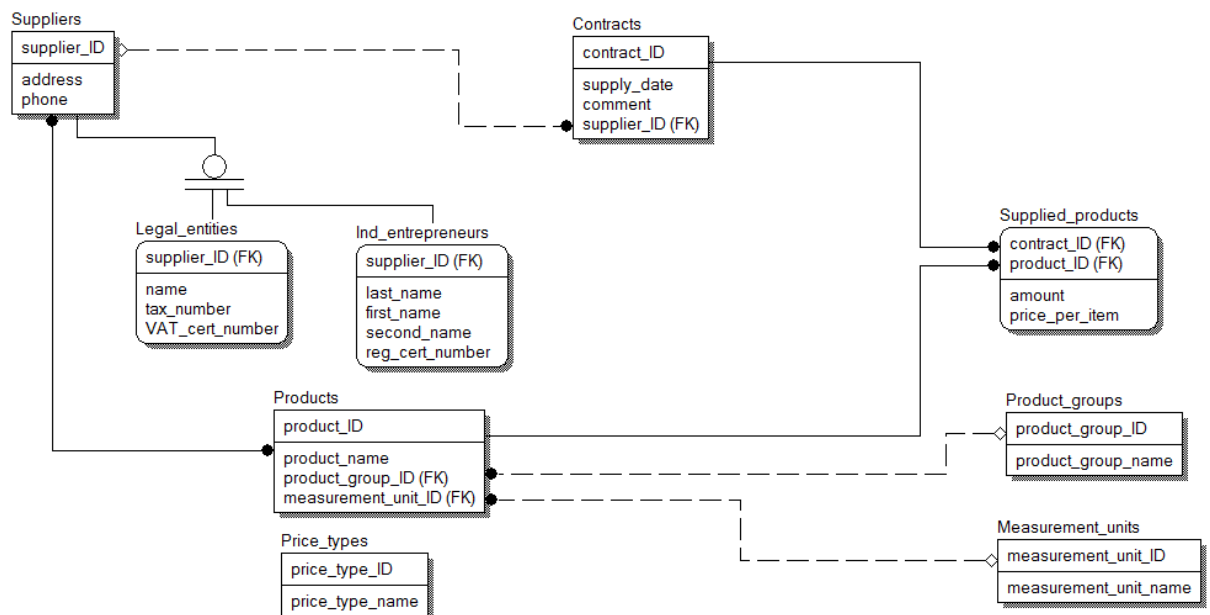 Suppliers
supplier_ID
address
phone
Contracts
contract_ID
supply_date
comment
supplier_ID (FK)
Legal_entities
supplier_ID (FK)
name
tax_number
VAT_cert_number
Ind_entrepreneurs
supplier_ID (FK)
last_name
first_name
second_name
reg_cert_number
Supplied_products
contract_ID (FK)
product_ID (FK)
amount
price_per_item
Products
product_ID
product_name
product_group_ID (FK)
measurement_unit_ID (FK)
Product_groups
product_group_ID
product_group_name
Measurement_units
measurement_unit_ID
measurement_unit_name
Price_types
price_type_ID
price_type_name